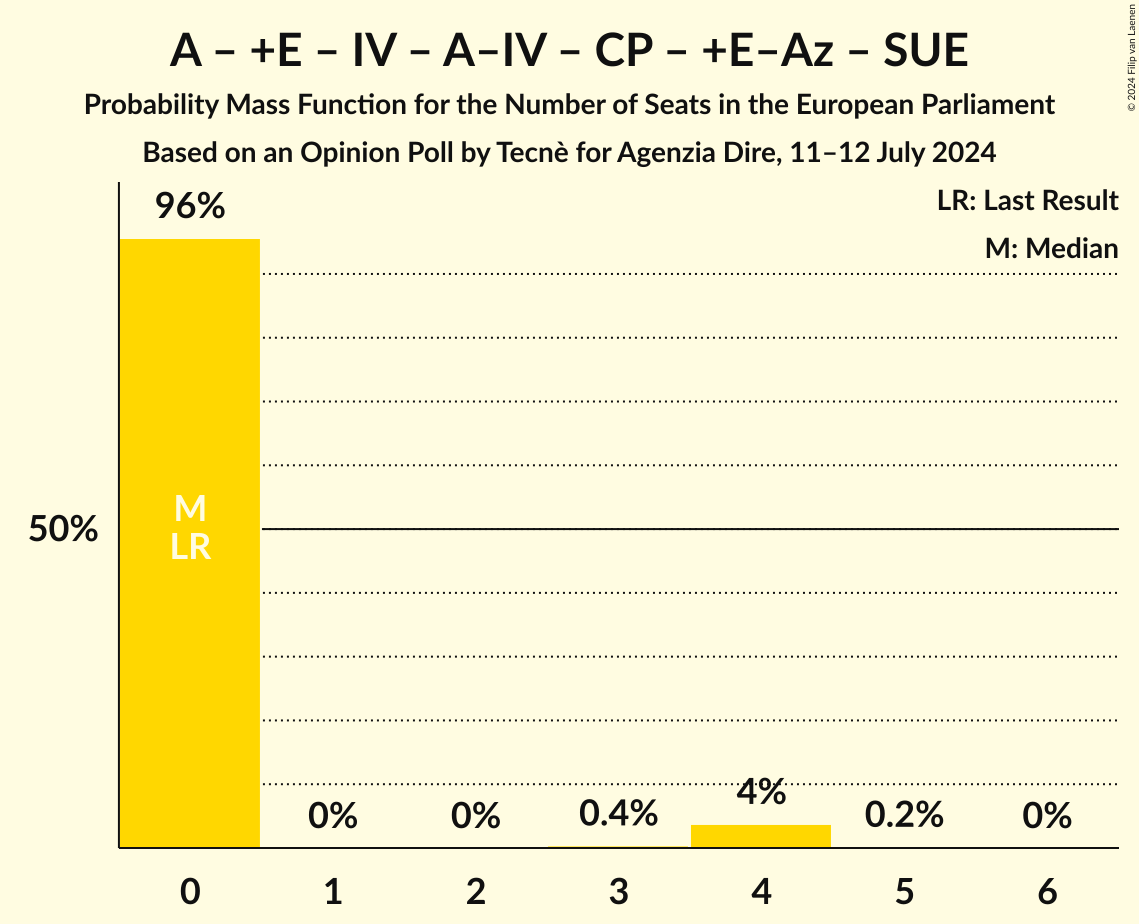 A – +E – IV – A–IV – CP – +E–Az – SUE
Probability Mass Function for the Number of Seats in the European Parliament
Based on an Opinion Poll by Tecnè for Agenzia Dire, 11–12 July 2024
© 2024 Filip van Laenen
LR: Last Result
M: Median
96%
M
LR
50%
0%
0%
0.4%
4%
0.2%
0%
0 1 2 3 4 5 6